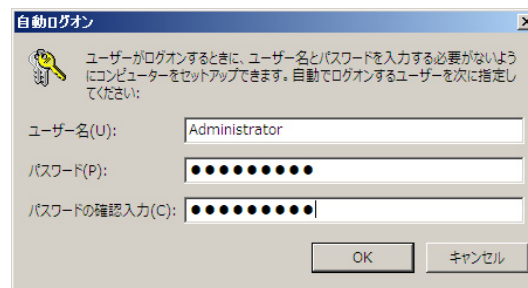 自動ログオン
ユーザーがログオンするときに、ユーザー名とパスワードを入力する必要がないよう
にコンピューターをセットアップできます。自動でログオンするユーザーを次に指定し
てください:
ユーザー名(U): Administrator
パスワード(P): ●●●●●●●●●
パスワードの確認入力(C): ●●●●●●●●●
OK キャンセル